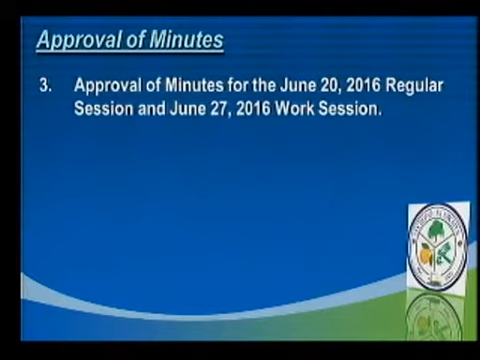 Approval of Minutes
3. Approval of Minutes for the June 20, 2016 Regular
Session and June 27, 2016 Work Session.